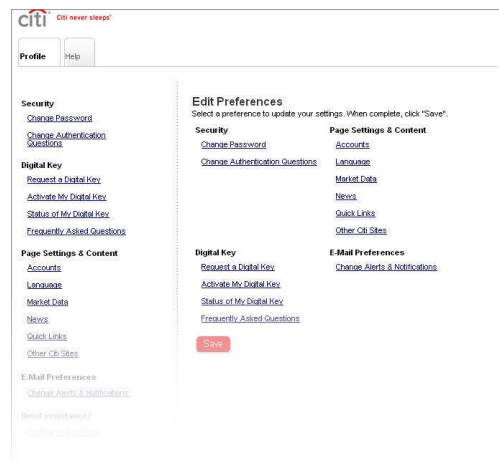 citi Citi never sleeps
Profile
Help
Security
Change Password
Change Authentication
Questions
Digital Key
Request a Digital Key
Activate My Digital Key
Status of My Digital Key
Frequently Asked Questions
Page Settings & Content
Accounts
Language
Market Data
News
Quick Links
Other Citi Sites
E-Mail Preferences
Change Alerts & Notifications
Need assistance?
Edit Preferences
Select a preference to update your settings. When complete, click "Save".
Security
Change Password
Change Authentication Questions
Page Settings & Content
Accounts
Language
Market Data
News
Quick Links
Other Citi Sites
Digital Key
Request a Digital Key
Activate My Digital Key
Status of My Digital Key
Frequently Asked Questions
E-Mail Preferences
Change Alerts & Notifications
Save